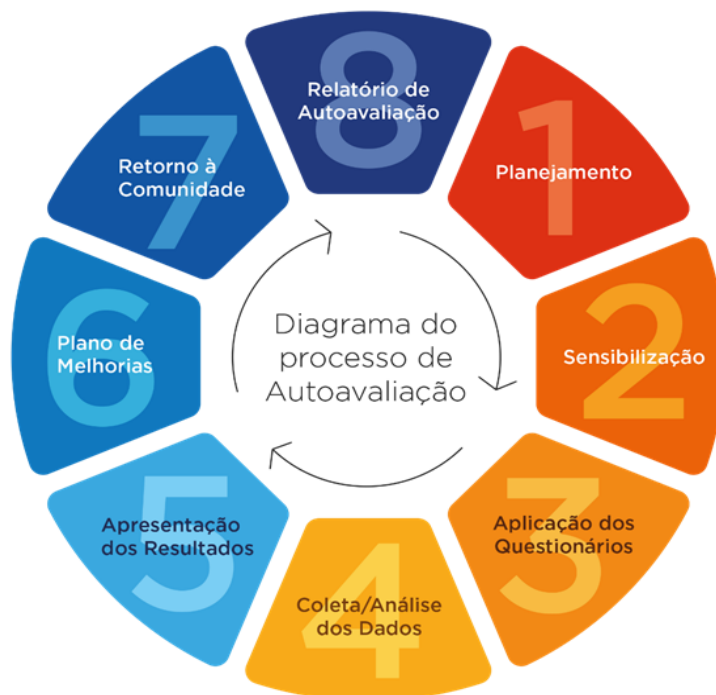 Diagrama do
processo de
Autoavaliação
1
Planejamento
2
Sensibilização
3
Aplicação dos
Questionários
4
Coleta/Análise
dos Dados
5
Apresentação
dos Resultados
6
Plano de
Melhorias
7
Retorno à
Comunidade
8
Relatório de
Autoavaliação